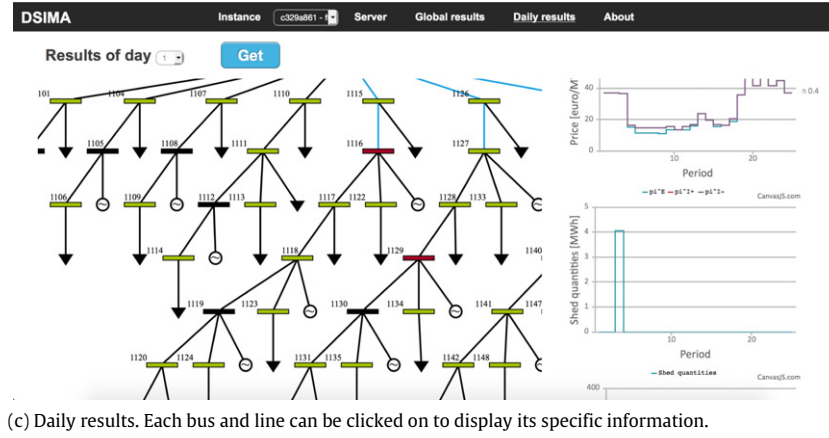 DSIMA Instance c329a861 - f Server Global results Daily results About
Results of day 1 Get
101 1104 1107 1110 1115 1126
1105 1108 1111 1116 1127
1106 1109 1112 1113 1117 1122 1128 1133
1114 1118 1129 1140
1119 1123 1130 1134 1141 1147
1120 1124 1131 1135 1142 1148
Price [euro/M
40
20
0
n 0.4
10 20
Period
pi^E pi^I+ pi^I-
CanvasJS.com
Shed quantities [MWh]
5
4
3
2
1
0
10 20
Period
Shed quantities
CanvasJS.com
400
(c) Daily results. Each bus and line can be clicked on to display its specific information.